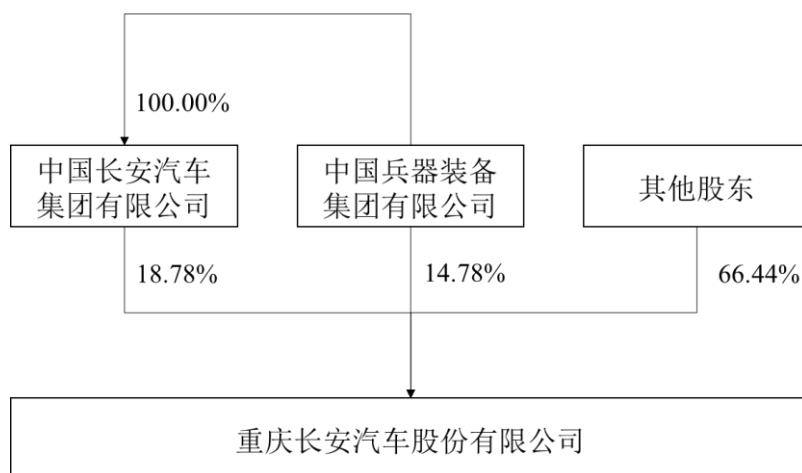 100.00%
中国长安汽车
集团有限公司
中国兵器装备
集团有限公司
其他股东
18.78%
14.78%
66.44%
重庆长安汽车股份有限公司